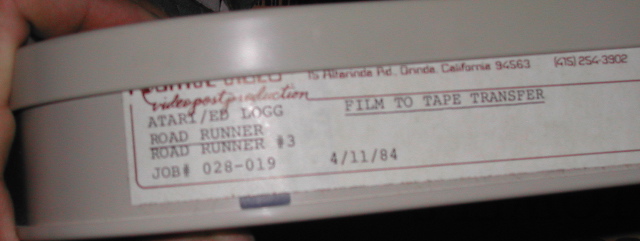 VIDEO 15 Altarinda Rd., Orinda, California 94563 (415) 254-3902
videopostproduction
ATARI/ED LOGG FILM TO TAPE TRANSFER
ROAD RUNNER
ROAD RUNNER #3
JOB# 028-019 4/11/84